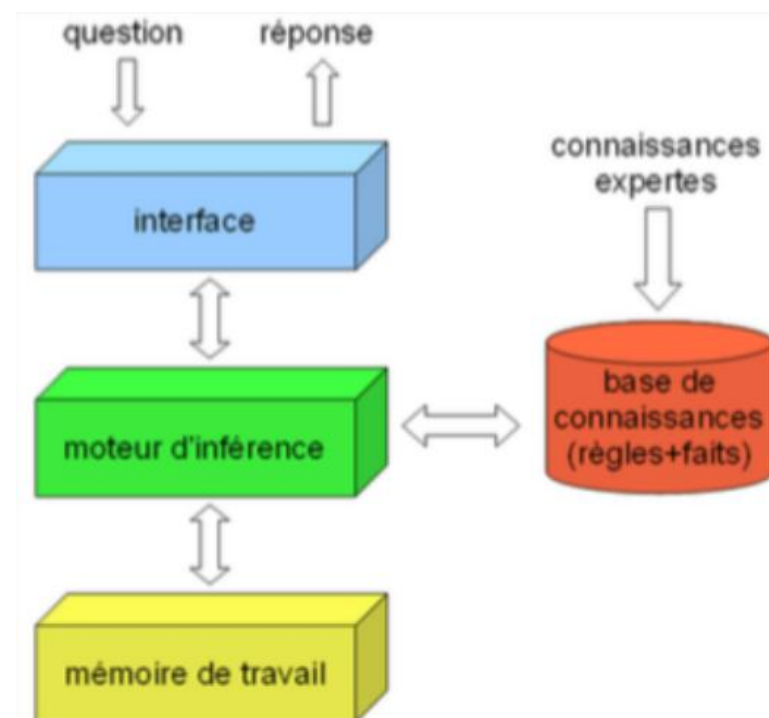 question
réponse
interface
connaissances
expertes
moteur d'inférence
base de
connaissances
(règles+faits)
mémoire de travail